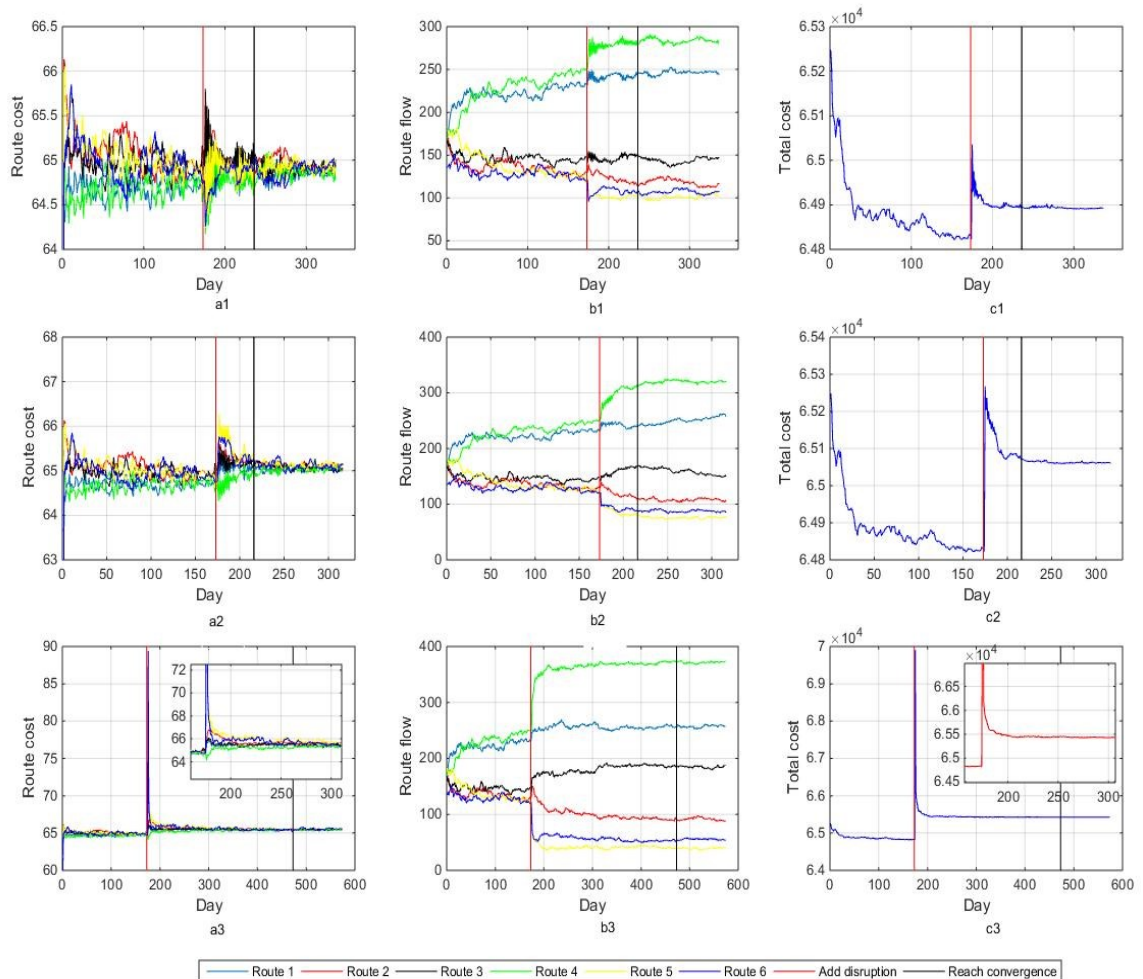 66.5
66
65.5
65
64.5
64
0 100 200 300
Route cost
Day
a1
300
250
200
150
100
50
0 100 200 300
Route flow
Day
b1
×10⁴
6.53
6.52
6.51
6.5
6.49
6.48
0 100 200 300
Total cost
Day
c1
68
67
66
65
64
63
0 50 100 150 200 250 300
Route cost
Day
a2
400
300
200
100
0
0 50 100 150 200 250 300
Route flow
Day
b2
×10⁴
6.54
6.53
6.52
6.51
6.5
6.49
6.48
0 50 100 150 200 250 300
Total cost
Day
c2
90
85
80
75
70
65
60
0 100 200 300 400 500 600
Route cost
Day
72
70
68
66
64
200 250 300
a3
400
300
200
100
0
0 100 200 300 400 500 600
Route flow
Day
b3
×10⁴
7
6.9
6.8
6.7
6.6
6.5
6.4
0 100 200 300 400 500 600
Total cost
Day
×10⁴
6.65
6.6
6.55
6.5
6.45
200 250 300
c3
Route 1 Route 2 Route 3 Route 4 Route 5 Route 6 Add disruption Reach convergence